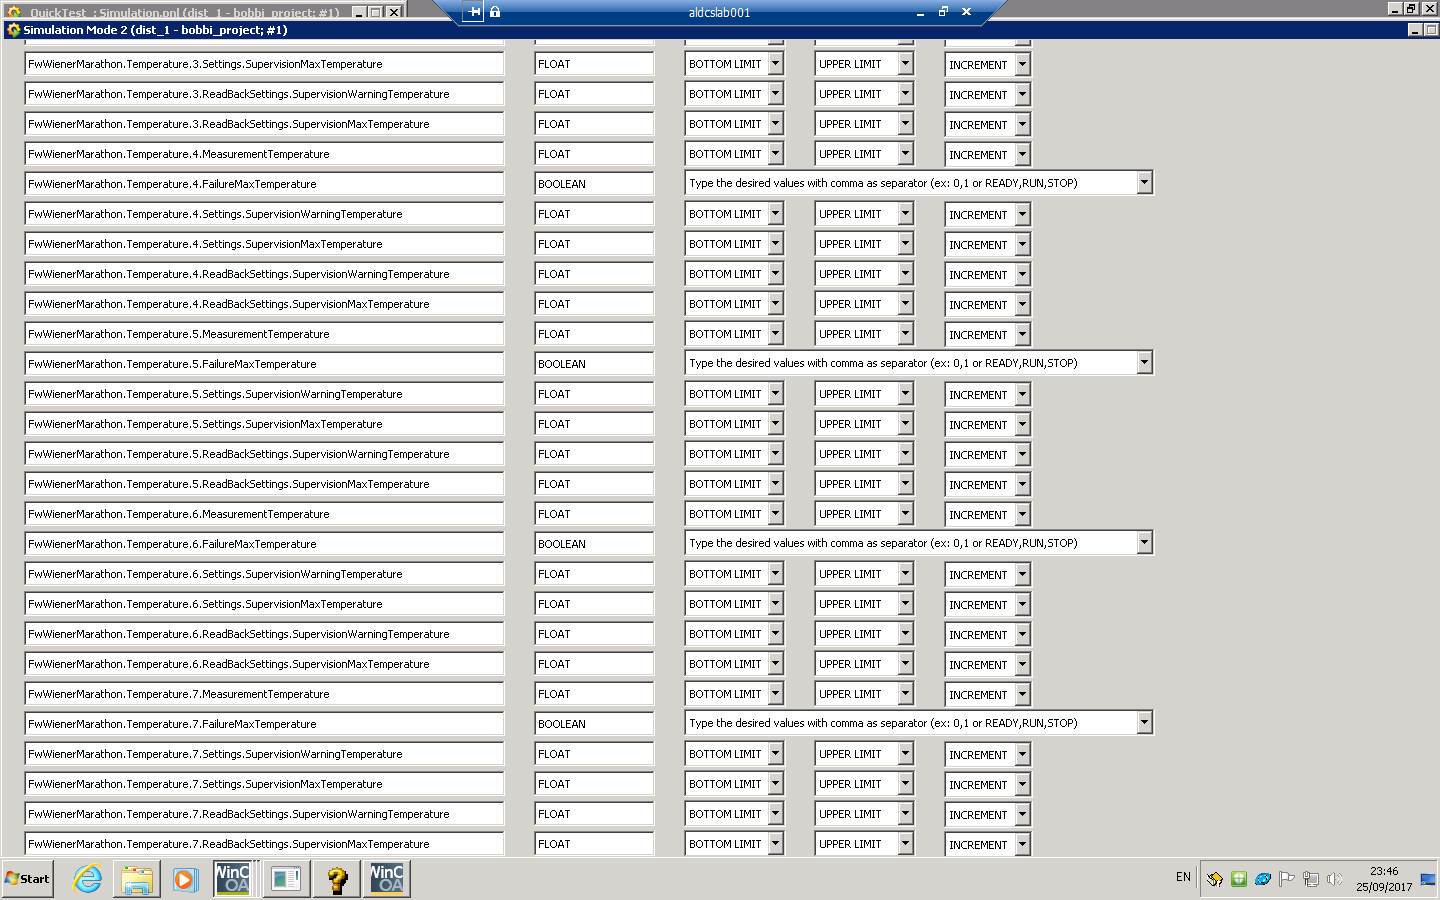 QuickTest : Simulation.pnl (dist_1 - bobbi_project; #1)
aldcslab001
Simulation Mode 2 (dist_1 - bobbi_project; #1)
FwWienerMarathon.Temperature.3.Settings.SupervisionMaxTemperature FLOAT BOTTOM LIMIT UPPER LIMIT INCREMENT
FwWienerMarathon.Temperature.3.ReadBackSettings.SupervisionWarningTemperature FLOAT BOTTOM LIMIT UPPER LIMIT INCREMENT
FwWienerMarathon.Temperature.3.ReadBackSettings.SupervisionMaxTemperature FLOAT BOTTOM LIMIT UPPER LIMIT INCREMENT
FwWienerMarathon.Temperature.4.MeasurementTemperature FLOAT BOTTOM LIMIT UPPER LIMIT INCREMENT
FwWienerMarathon.Temperature.4.FailureMaxTemperature BOOLEAN Type the desired values with comma as separator (ex: 0,1 or READY,RUN,STOP)
FwWienerMarathon.Temperature.4.Settings.SupervisionWarningTemperature FLOAT BOTTOM LIMIT UPPER LIMIT INCREMENT
FwWienerMarathon.Temperature.4.Settings.SupervisionMaxTemperature FLOAT BOTTOM LIMIT UPPER LIMIT INCREMENT
FwWienerMarathon.Temperature.4.ReadBackSettings.SupervisionWarningTemperature FLOAT BOTTOM LIMIT UPPER LIMIT INCREMENT
FwWienerMarathon.Temperature.4.ReadBackSettings.SupervisionMaxTemperature FLOAT BOTTOM LIMIT UPPER LIMIT INCREMENT
FwWienerMarathon.Temperature.5.MeasurementTemperature FLOAT BOTTOM LIMIT UPPER LIMIT INCREMENT
FwWienerMarathon.Temperature.5.FailureMaxTemperature BOOLEAN Type the desired values with comma as separator (ex: 0,1 or READY,RUN,STOP)
FwWienerMarathon.Temperature.5.Settings.SupervisionWarningTemperature FLOAT BOTTOM LIMIT UPPER LIMIT INCREMENT
FwWienerMarathon.Temperature.5.Settings.SupervisionMaxTemperature FLOAT BOTTOM LIMIT UPPER LIMIT INCREMENT
FwWienerMarathon.Temperature.5.ReadBackSettings.SupervisionWarningTemperature FLOAT BOTTOM LIMIT UPPER LIMIT INCREMENT
FwWienerMarathon.Temperature.5.ReadBackSettings.SupervisionMaxTemperature FLOAT BOTTOM LIMIT UPPER LIMIT INCREMENT
FwWienerMarathon.Temperature.6.MeasurementTemperature FLOAT BOTTOM LIMIT UPPER LIMIT INCREMENT
FwWienerMarathon.Temperature.6.FailureMaxTemperature BOOLEAN Type the desired values with comma as separator (ex: 0,1 or READY,RUN,STOP)
FwWienerMarathon.Temperature.6.Settings.SupervisionWarningTemperature FLOAT BOTTOM LIMIT UPPER LIMIT INCREMENT
FwWienerMarathon.Temperature.6.Settings.SupervisionMaxTemperature FLOAT BOTTOM LIMIT UPPER LIMIT INCREMENT
FwWienerMarathon.Temperature.6.ReadBackSettings.SupervisionWarningTemperature FLOAT BOTTOM LIMIT UPPER LIMIT INCREMENT
FwWienerMarathon.Temperature.6.ReadBackSettings.SupervisionMaxTemperature FLOAT BOTTOM LIMIT UPPER LIMIT INCREMENT
FwWienerMarathon.Temperature.7.MeasurementTemperature FLOAT BOTTOM LIMIT UPPER LIMIT INCREMENT
FwWienerMarathon.Temperature.7.FailureMaxTemperature BOOLEAN Type the desired values with comma as separator (ex: 0,1 or READY,RUN,STOP)
FwWienerMarathon.Temperature.7.Settings.SupervisionWarningTemperature FLOAT BOTTOM LIMIT UPPER LIMIT INCREMENT
FwWienerMarathon.Temperature.7.Settings.SupervisionMaxTemperature FLOAT BOTTOM LIMIT UPPER LIMIT INCREMENT
FwWienerMarathon.Temperature.7.ReadBackSettings.SupervisionWarningTemperature FLOAT BOTTOM LIMIT UPPER LIMIT INCREMENT
FwWienerMarathon.Temperature.7.ReadBackSettings.SupervisionMaxTemperature FLOAT BOTTOM LIMIT UPPER LIMIT INCREMENT
Start
WinCC
OA
WinCC
OA
EN
23:46
25/09/2017